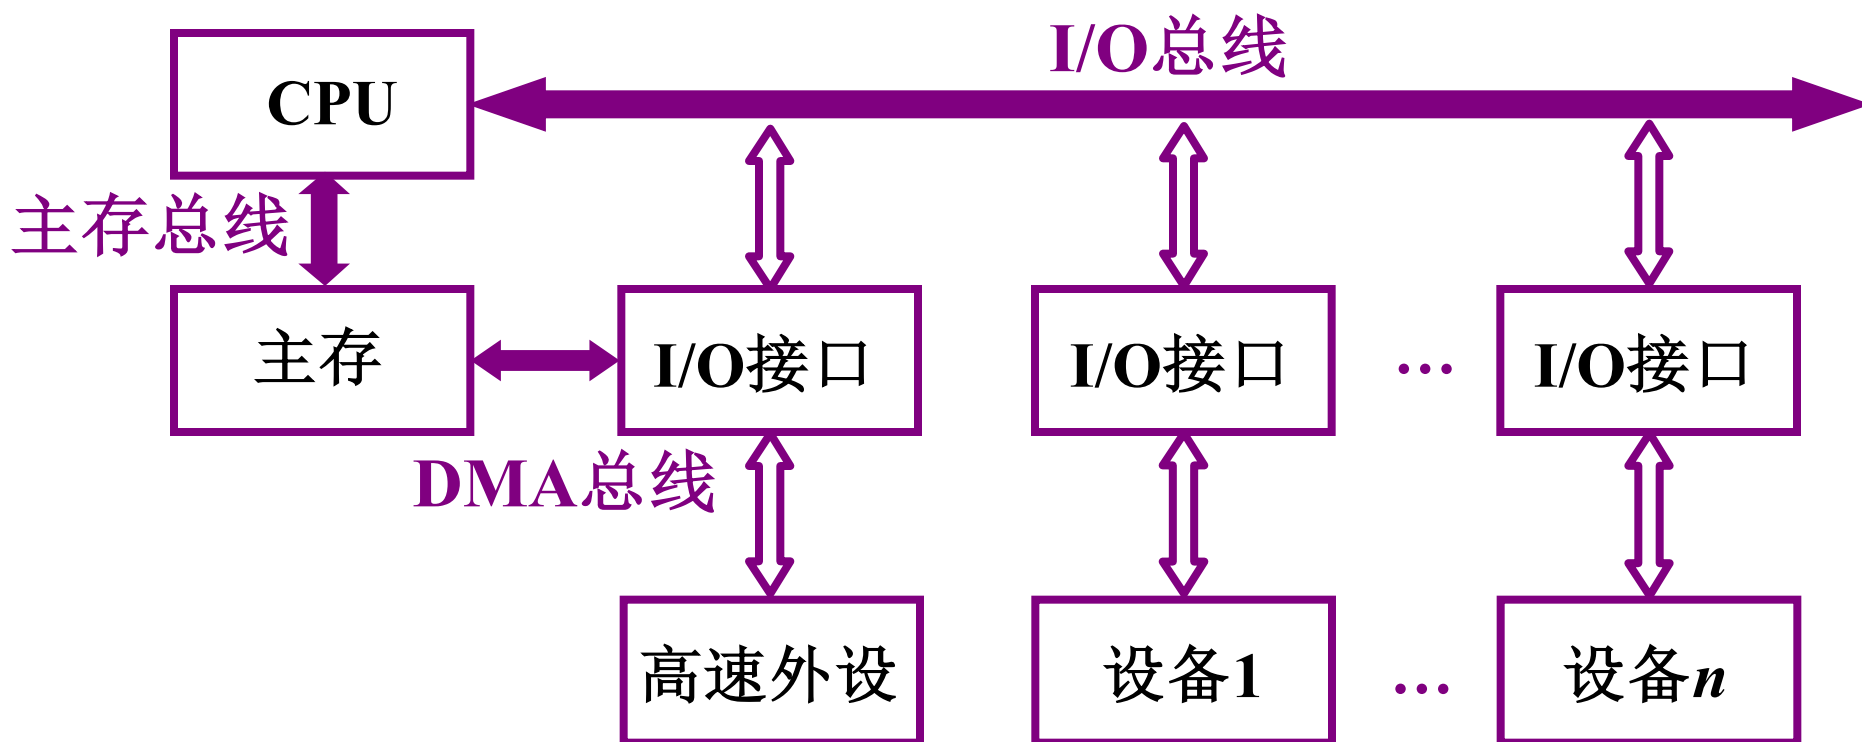 I/O总线
CPU
主存总线
主存
I/O接口
I/O接口
…
I/O接口
DMA总线
高速外设
设备1
…
设备n